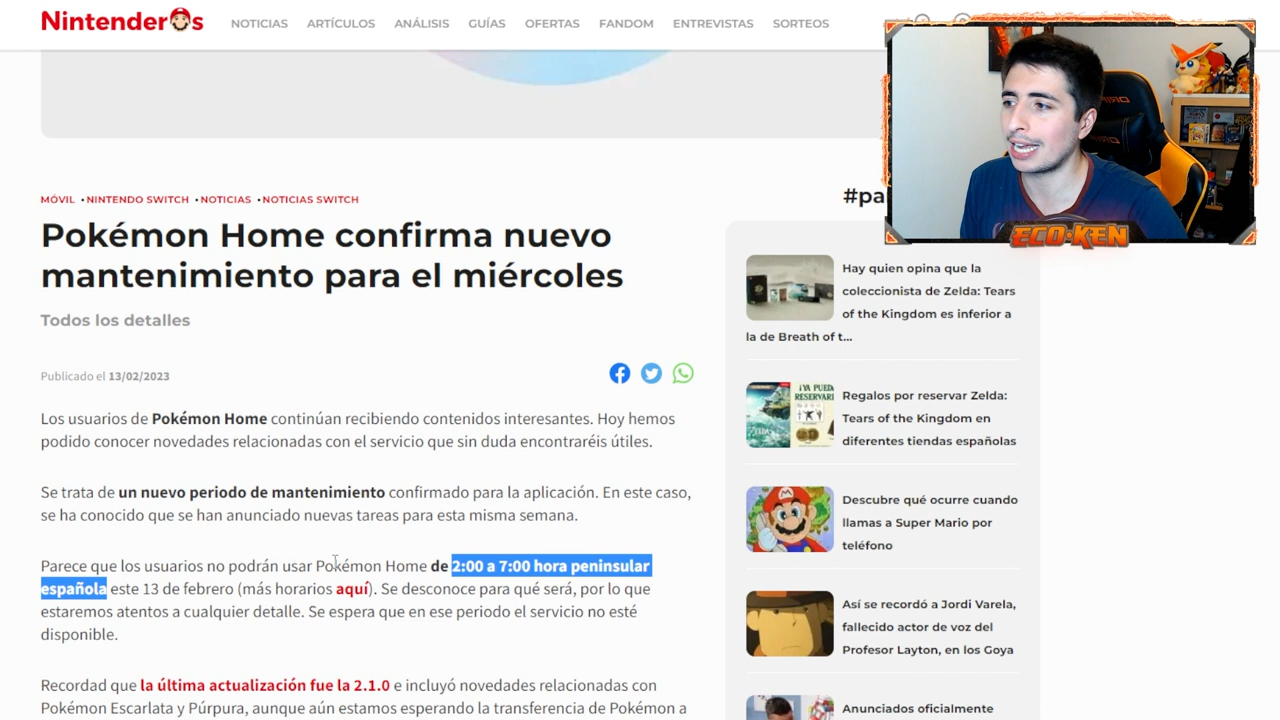 Nintenderos
NOTICIAS ARTÍCULOS ANÁLISIS GUÍAS OFERTAS FANDOM ENTREVISTAS SORTEOS
ECO-KEN
MÓVIL •NINTENDO SWITCH •NOTICIAS •NOTICIAS SWITCH
Pokémon Home confirma nuevo
mantenimiento para el miércoles
Todos los detalles
Publicado el 13/02/2023
Los usuarios de Pokémon Home continúan recibiendo contenidos interesantes. Hoy hemos
podido conocer novedades relacionadas con el servicio que sin duda encontraréis útiles.
Se trata de un nuevo periodo de mantenimiento confirmado para la aplicación. En este caso,
se ha conocido que se han anunciado nuevas tareas para esta misma semana.
Parece que los usuarios no podrán usar Pokémon Home de 2:00 a 7:00 hora peninsular
española este 13 de febrero (más horarios aquí). Se desconoce para qué será, por lo que
estaremos atentos a cualquier detalle. Se espera que en ese periodo el servicio no esté
disponible.
Recordad que la última actualización fue la 2.1.0 e incluyó novedades relacionadas con
Pokémon Escarlata y Púrpura, aunque aún estamos esperando la transferencia de Pokémon a
#pa
Hay quien opina que la
coleccionista de Zelda: Tears
of the Kingdom es inferior a
la de Breath of t...
¡YA PUEDES
RESERVAR!
Regalos por reservar Zelda:
Tears of the Kingdom en
diferentes tiendas españolas
Descubre qué ocurre cuando
llamas a Super Mario por
teléfono
Así se recordó a Jordi Varela,
fallecido actor de voz del
Profesor Layton, en los Goya
Anunciados oficialmente